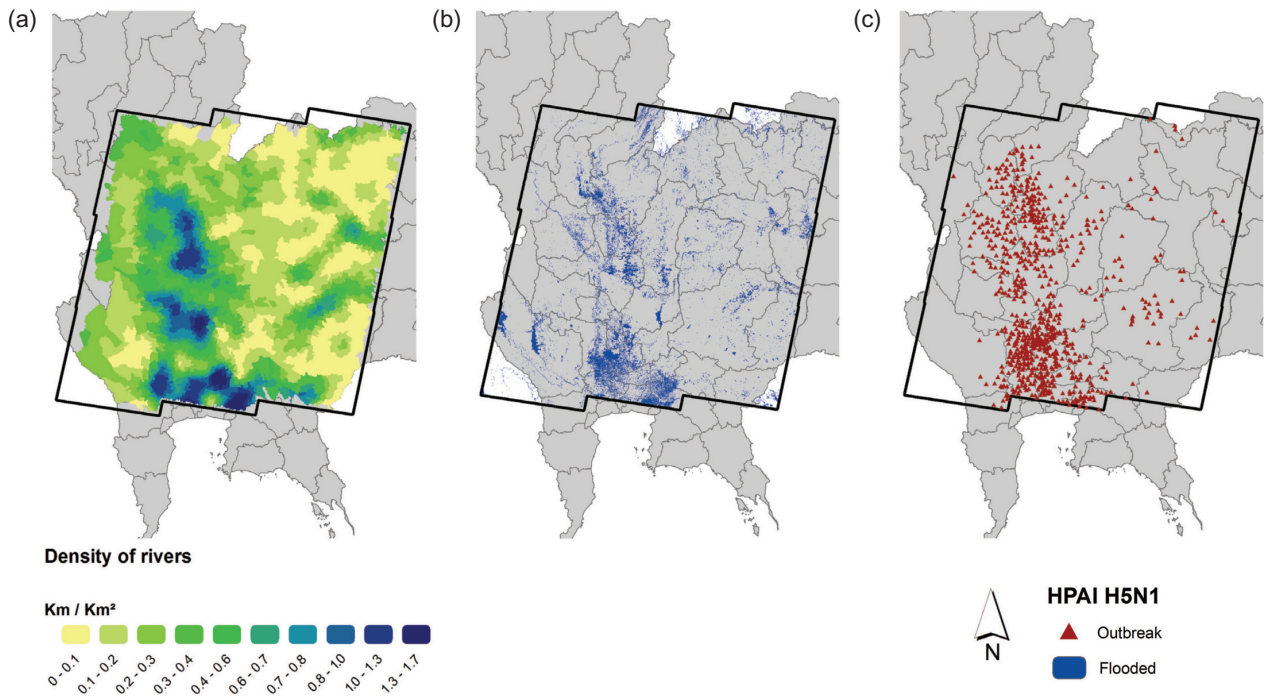 (a)
(b)
(c)
Density of rivers
Km / Km²
0 - 0.1
0.1 - 0.2
0.2 - 0.3
0.3 - 0.4
0.4 - 0.6
0.6 - 0.7
0.7 - 0.8
0.8 - 1.0
1.0 - 1.3
1.3 - 1.7
N
HPAI H5N1
Outbreak
Flooded